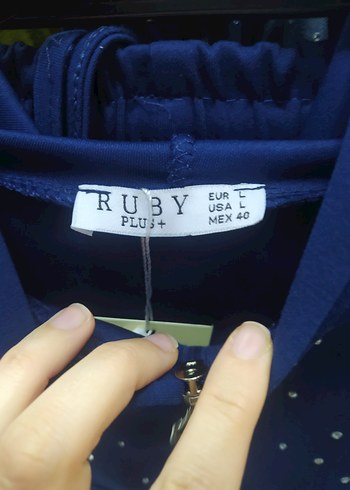 RUBY
PLUS+
EUR L
USA L
MEX 40